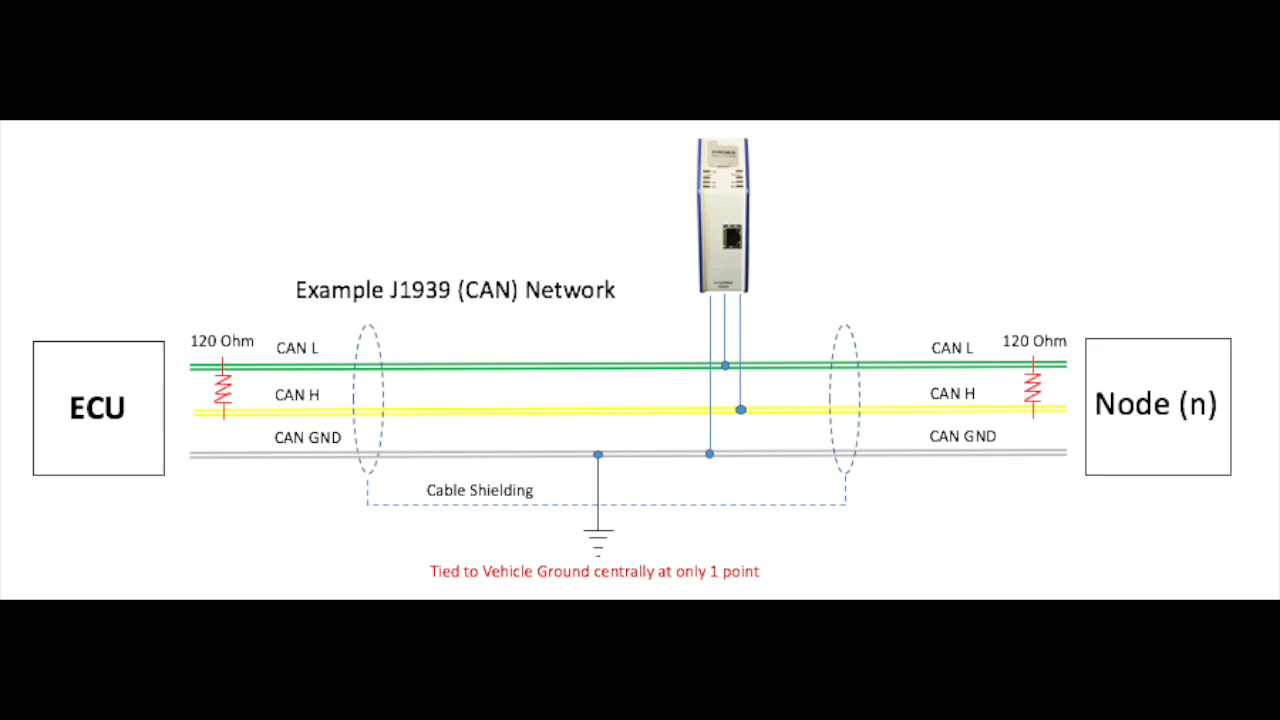 Example J1939 (CAN) Network
120 Ohm
CAN L
CAN L
120 Ohm
ECU
CAN H
CAN H
Node (n)
CAN GND
CAN GND
Cable Shielding
Tied to Vehicle Ground centrally at only 1 point